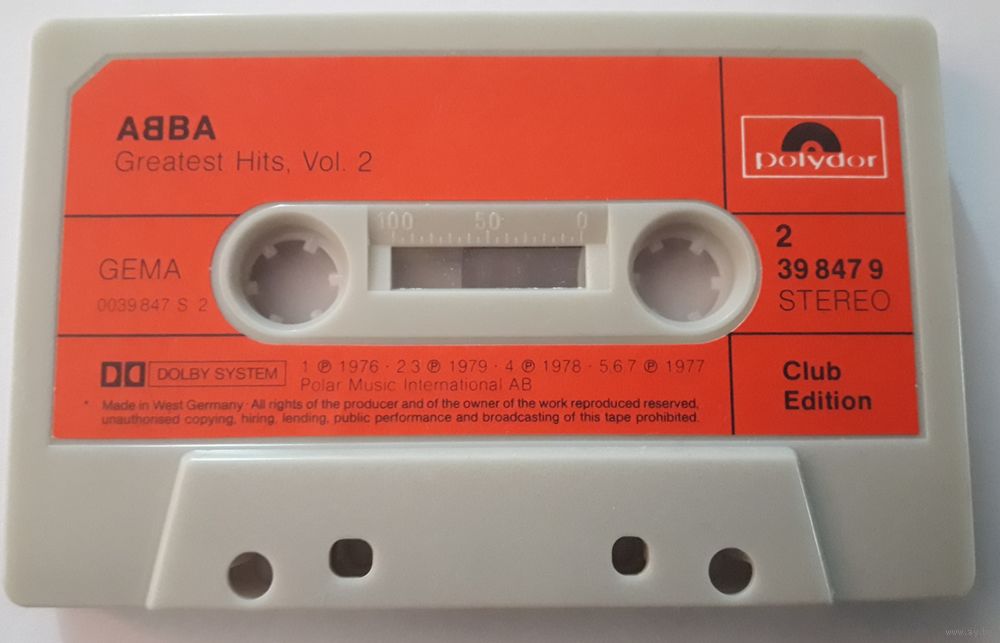 ABBA
Greatest Hits, Vol. 2
polydor
100 50 0
GEMA
0039 847 S 2
2
39 847 9
STEREO
DOLBY SYSTEM
1 ℗ 1976 · 2 3 ℗ 1979 · 4 ℗ 1978 · 5,6,7 ℗ 1977
Polar Music International AB
Made in West Germany · All rights of the producer and of the owner of the work reproduced reserved,
unauthorised copying, hiring, lending, public performance and broadcasting of this tape prohibited.
Club
Edition